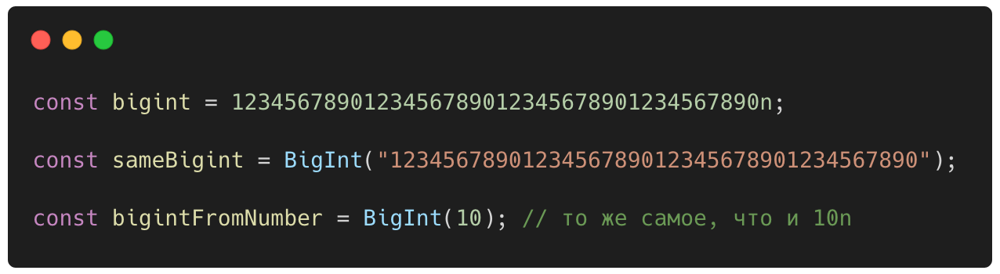 const bigint = 1234567890123456789012345678901234567890n;
const sameBigint = BigInt("1234567890123456789012345678901234567890");
const bigintFromNumber = BigInt(10); // то же самое, что и 10n